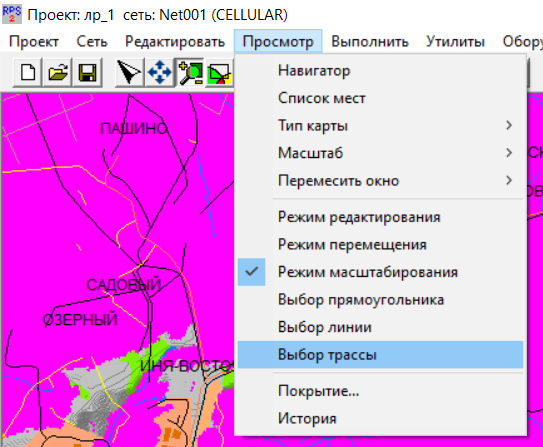 RPS 2 Проект: лр_1 сеть: Net001 (CELLULAR)
Проект Сеть Редактировать Просмотр Выполнить Утилиты Обору
Навигатор
Список мест
Тип карты
Масштаб
Перемесить окно
Режим редактирования
Режим перемещения
Режим масштабирования
Выбор прямоугольника
Выбор линии
Выбор трассы
Покрытие...
История
ПАШИНО
САДОВЫЙ
ОЗЕРНЫЙ
ИНЯ-ВОСТО